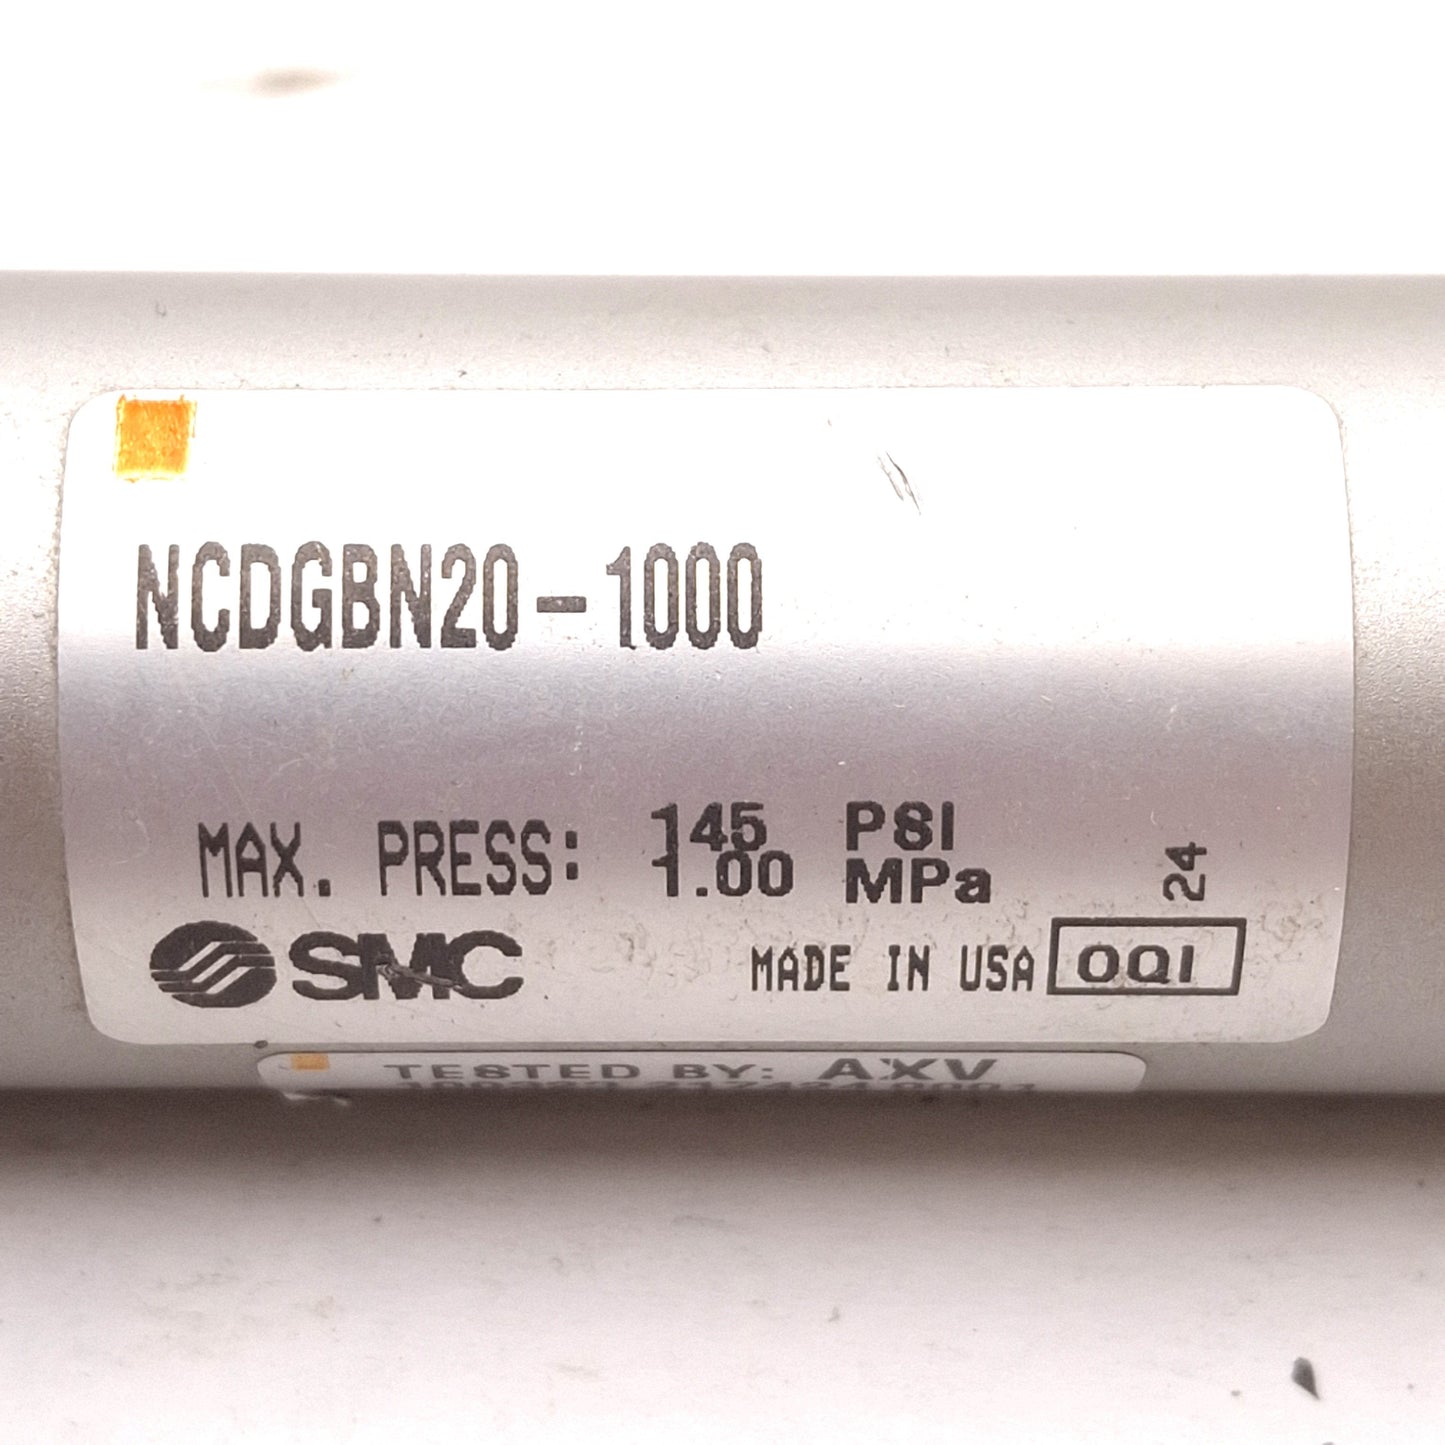 NCDGBN20-1000
MAX. PRESS: 145 PSI
1.00 MPa
24
SMC MADE IN USA OQI
TESTED BY: AXV